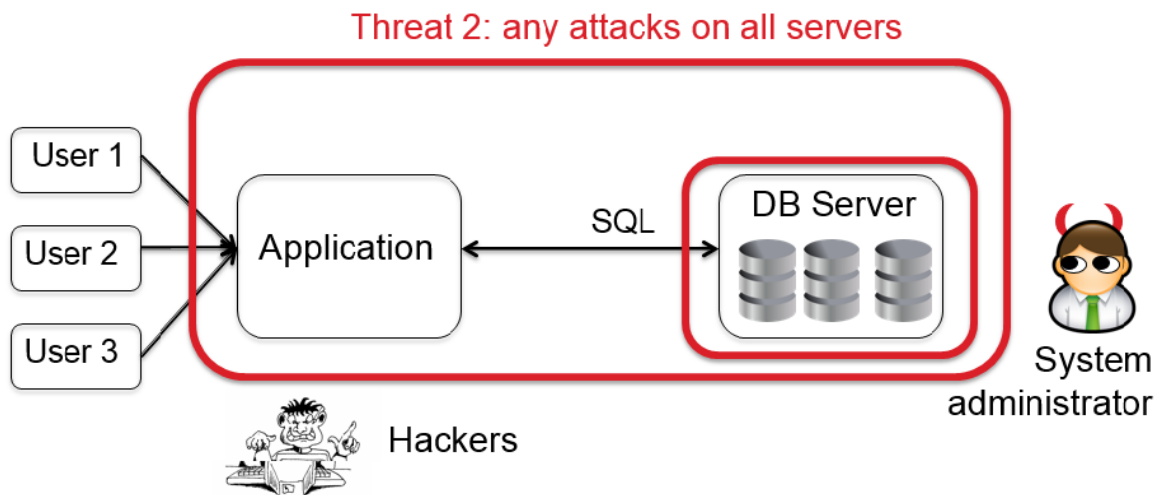 Threat 2: any attacks on all servers
User 1
User 2
User 3
Application
SQL
DB Server
System
administrator
Hackers